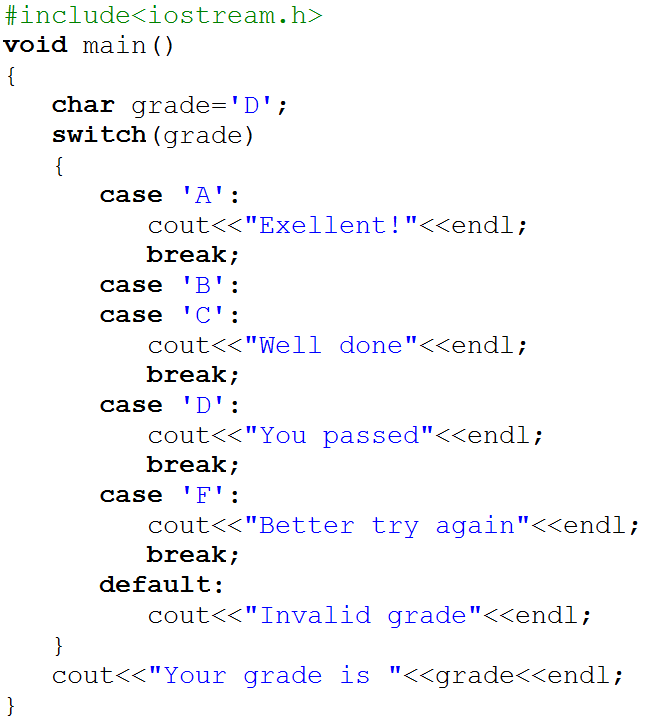 #include<iostream.h>
void main()
{
   char grade='D';
   switch(grade)
   {
      case 'A':
         cout<<"Exellent!"<<endl;
         break;
      case 'B':
      case 'C':
         cout<<"Well done"<<endl;
         break;
      case 'D':
         cout<<"You passed"<<endl;
         break;
      case 'F':
         cout<<"Better try again"<<endl;
         break;
      default:
         cout<<"Invalid grade"<<endl;
   }
   cout<<"Your grade is "<<grade<<endl;
}